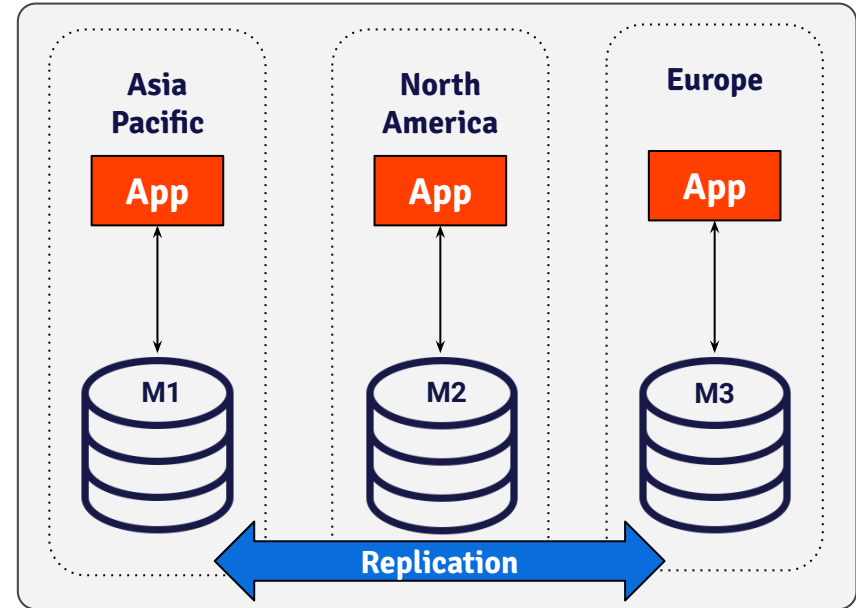 Asia
Pacific
App
M1
North
America
App
M2
Europe
App
M3
Replication